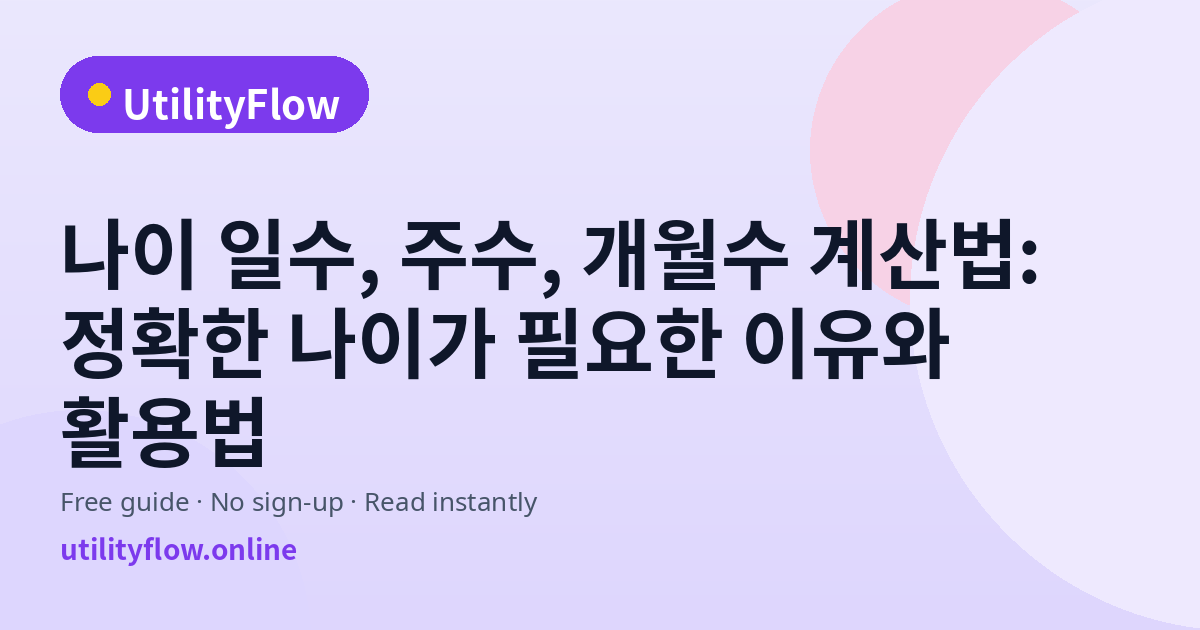 UtilityFlow
나이 일수, 주수, 개월수 계산법:
정확한 나이가 필요한 이유와
활용법
Free guide · No sign-up · Read instantly
utilityflow.online